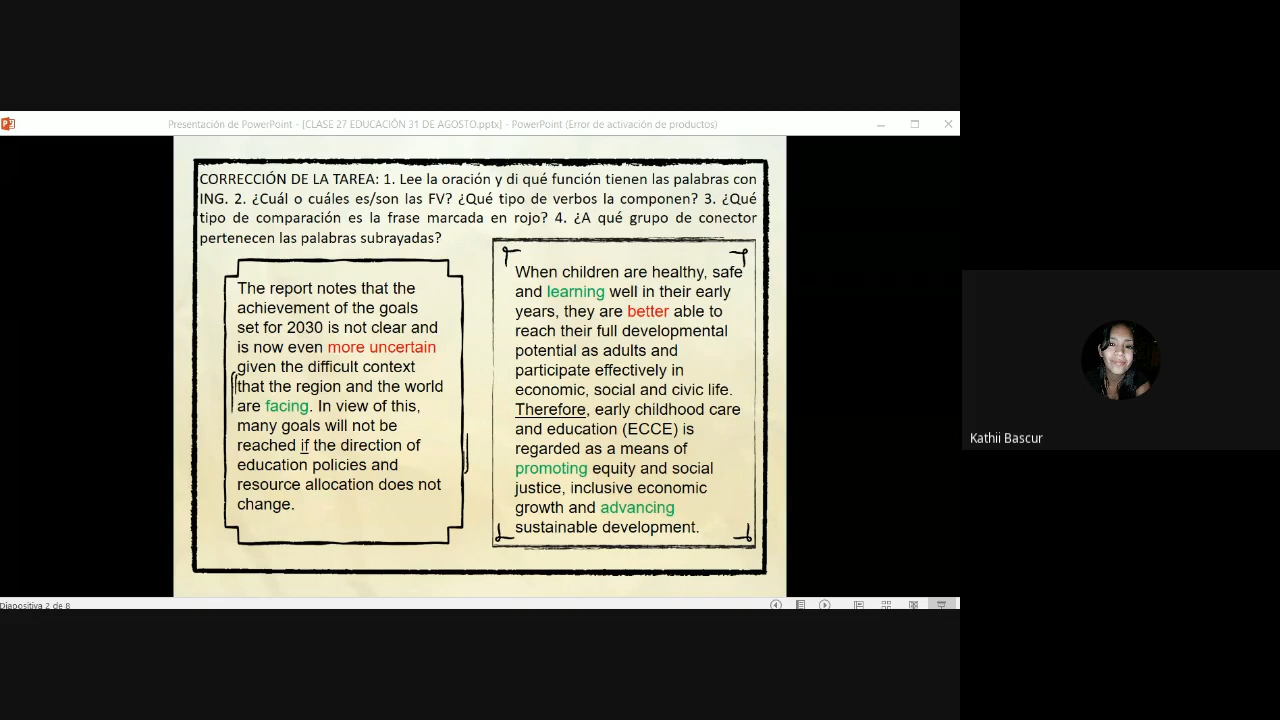 Presentación de PowerPoint - [CLASE 27 EDUCACIÓN 31 DE AGOSTO.pptx] - PowerPoint (Error de activación de productos)
CORRECCIÓN DE LA TAREA: 1. Lee la oración y di qué función tienen las palabras con
ING. 2. ¿Cuál o cuáles es/son las FV? ¿Qué tipo de verbos la componen? 3. ¿Qué
tipo de comparación es la frase marcada en rojo? 4. ¿A qué grupo de conector
pertenecen las palabras subrayadas?
The report notes that the
achievement of the goals
set for 2030 is not clear and
is now even more uncertain
given the difficult context
that the region and the world
are facing. In view of this,
many goals will not be
reached if the direction of
education policies and
resource allocation does not
change.
When children are healthy, safe
and learning well in their early
years, they are better able to
reach their full developmental
potential as adults and
participate effectively in
economic, social and civic life.
Therefore, early childhood care
and education (ECCE) is
regarded as a means of
promoting equity and social
justice, inclusive economic
growth and advancing
sustainable development.
Diapositiva 2 de 8
Kathii Bascur